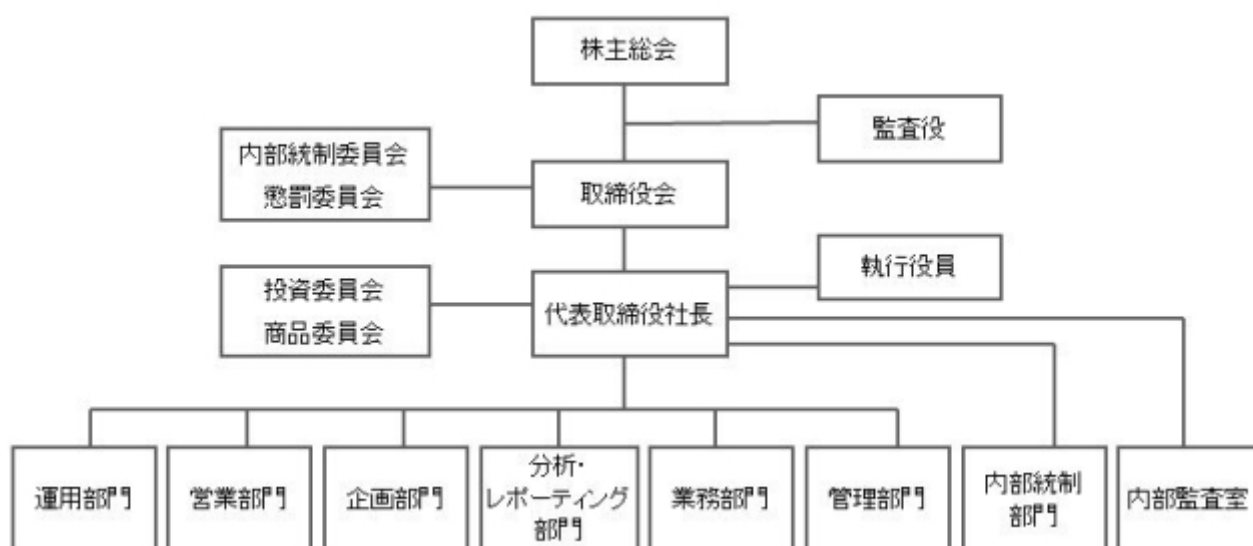 株主総会
監査役
内部統制委員会
懲罰委員会
取締役会
執行役員
投資委員会
商品委員会
代表取締役社長
運用部門
営業部門
企画部門
分析・
レポーティング
部門
業務部門
管理部門
内部統制
部門
内部監査室